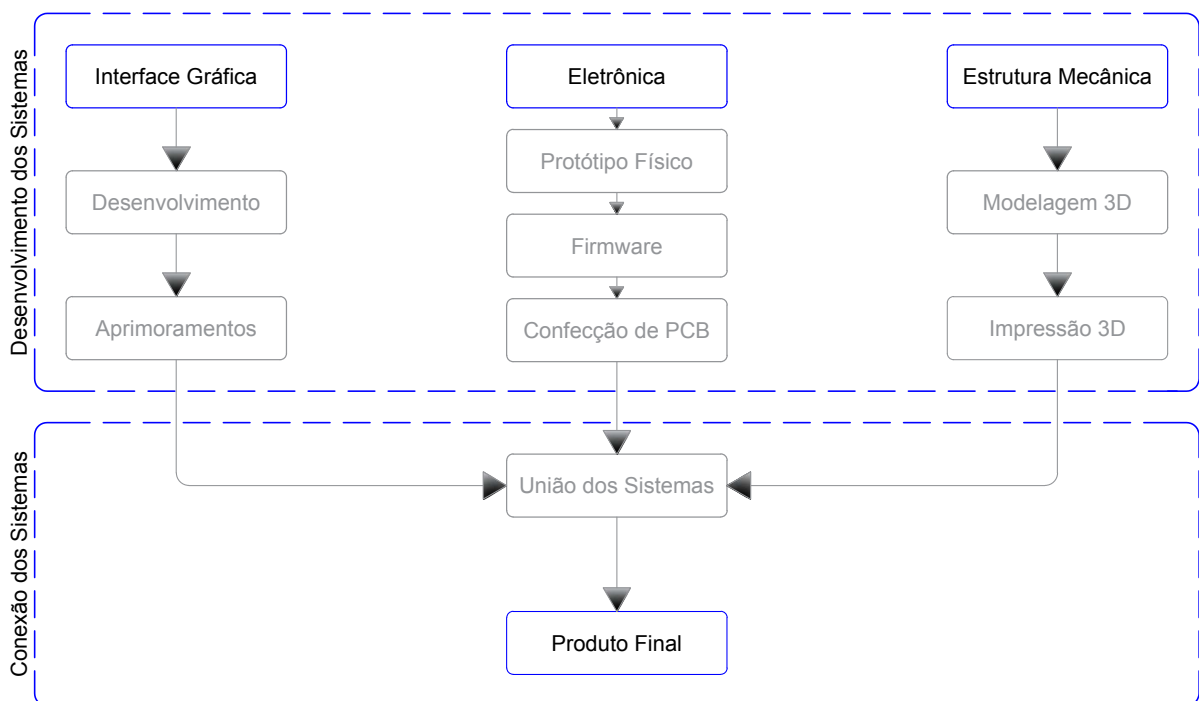 Desenvolvimento dos Sistemas
Interface Gráfica
Eletrônica
Estrutura Mecânica
Protótipo Físico
Desenvolvimento
Modelagem 3D
Firmware
Aprimoramentos
Confecção de PCB
Impressão 3D
Conexão dos Sistemas
União dos Sistemas
Produto Final